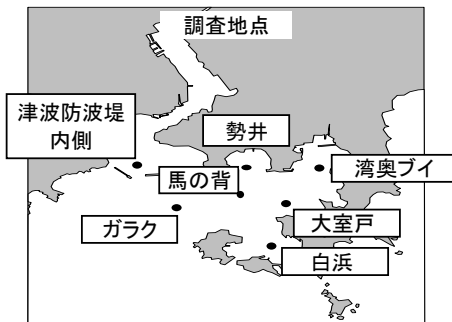 調査地点
津波防波堤
内側
勢井
馬の背
湾奥ブイ
ガラク
大室戸
白浜